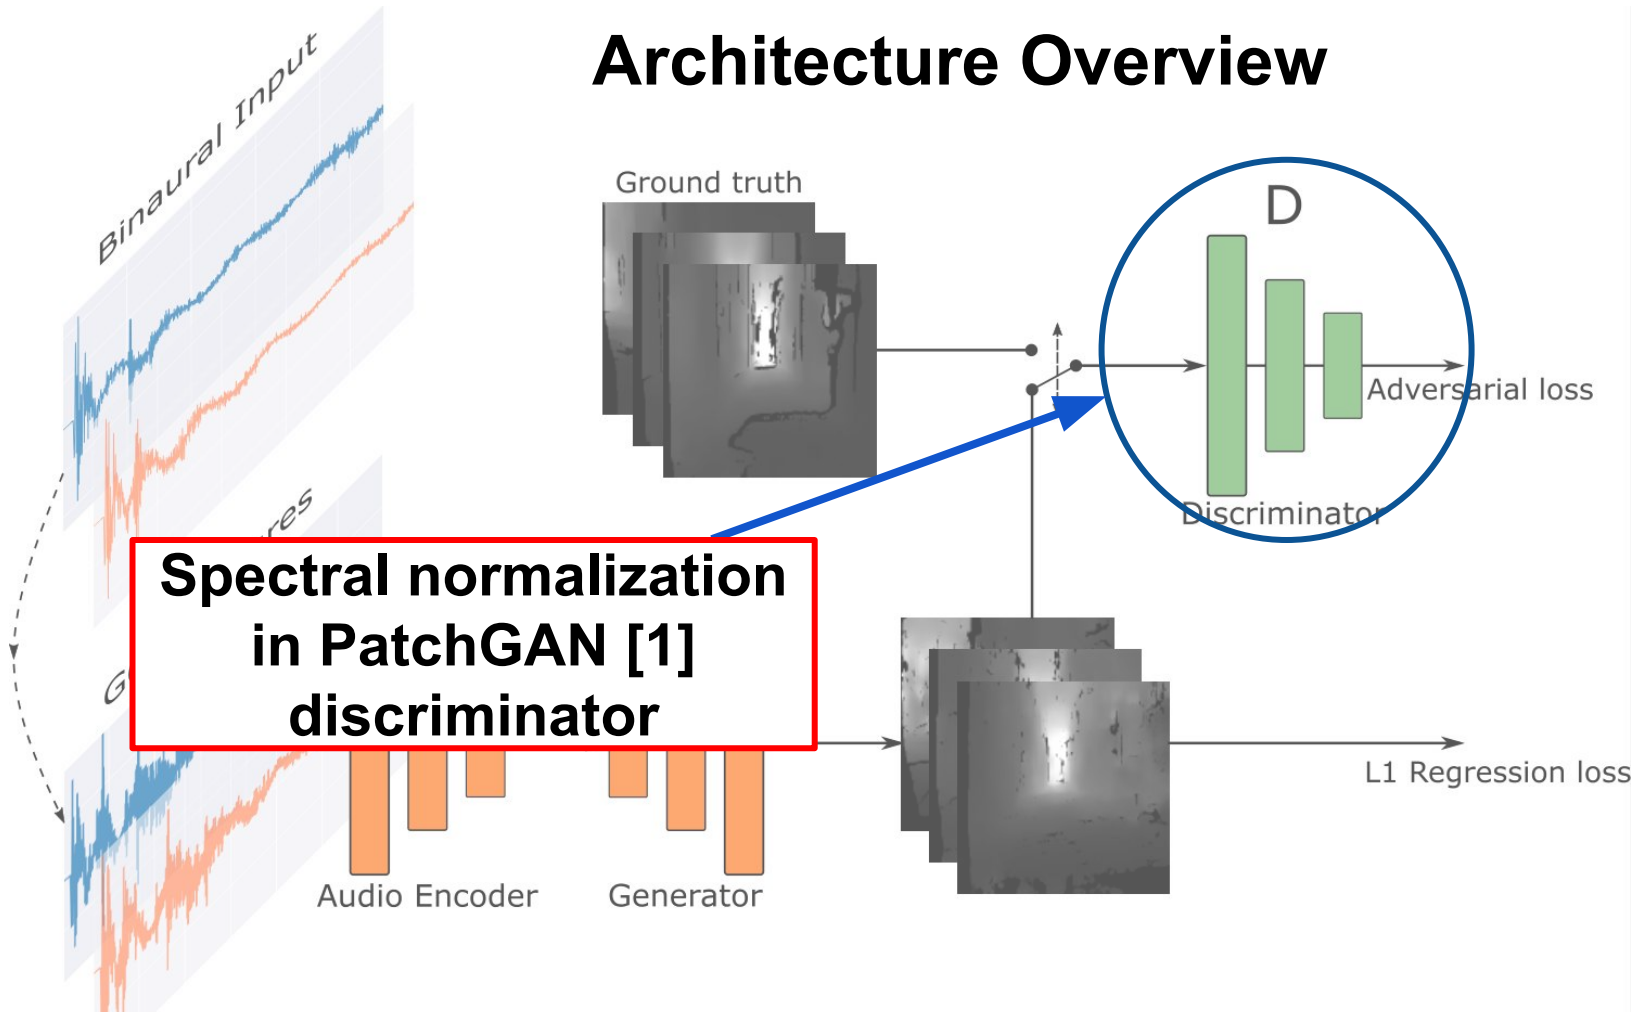 Architecture Overview
Binaural Input
Ground truth
D
Adversarial loss
Discriminator
Spectral normalization
in PatchGAN [1]
discriminator
L1 Regression loss
Audio Encoder
Generator